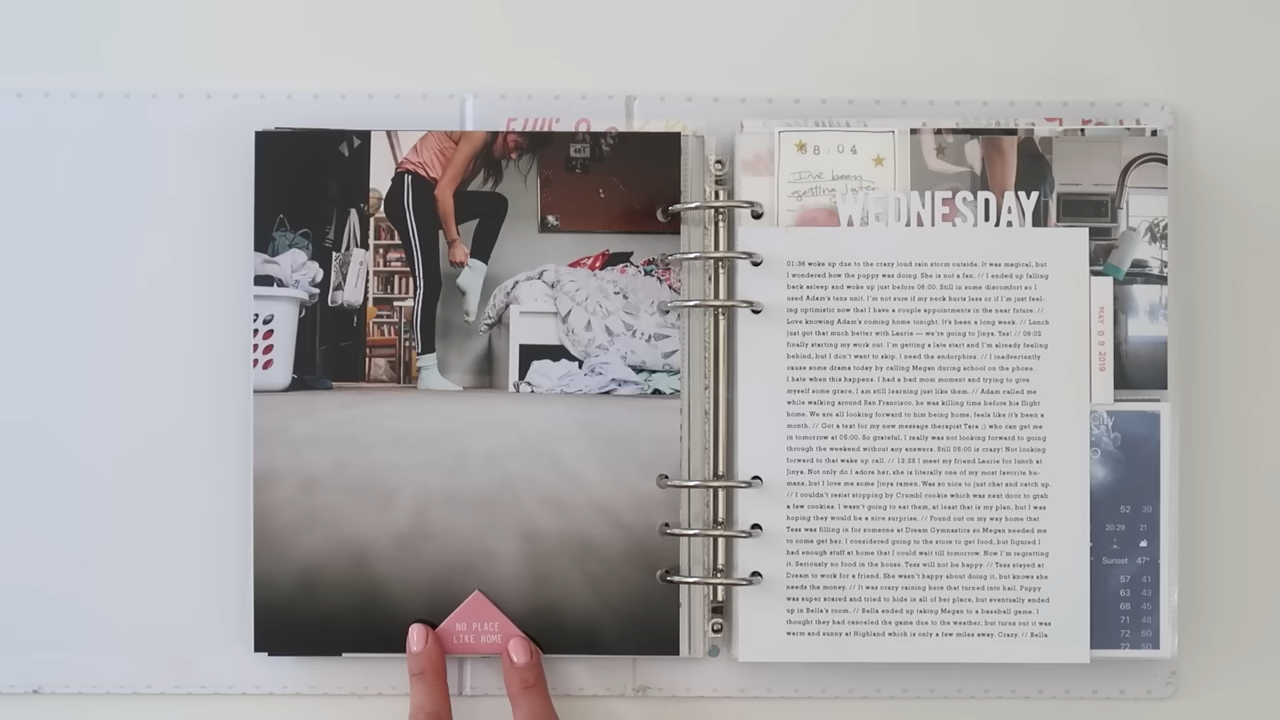 68:04
I've been
getting later
WEDNESDAY
01:36 woke up due to the crazy loud rain storm outside. It was magical, but
I wondered how the puppy was doing. She is not a fan. // I ended up falling
back asleep and woke up just before 06:00. Still in some discomfort so I
used Adam's tens unit. I'm not sure if my neck hurts less or if I'm just feel-
ing optimistic now that I have a couple appointments in the near future. //
Love knowing Adam's coming home tonight. It's been a long week. // Lunch
just got that much better with Laurie — we're going to Jinya. Yes! // 09:02
finally starting my work out. I'm getting a late start and I'm already feeling
behind, but I don't want to skip. I need the endorphins. // I inadvertently
cause some drama today by calling Megan during school on the phone.
I hate when this happens. I had a bad mom moment and trying to give
myself some grace, I am still learning just like them. // Adam called me
while walking around San Francisco, he was killing time before his flight
home. We are all looking forward to him being home, feels like it's been a
month. // Got a text for my new message therapist Tara :) who can get me
in tomorrow at 05:00. So grateful, I really was not looking forward to going
through the weekend without any answers. Still 05:00 is crazy! Not looking
forward to that wake up call. // 12:25 I meet my friend Laurie for lunch at
Jinya. Not only do I adore her, she is literally one of my most favorite hu-
mans, but I love me some Jinya ramen. Was so nice to just chat and catch up.
// I couldn't resist stopping by Crumbl cookie which was next door to grab
a few cookies. I wasn't going to eat them, at least that is my plan, but I was
hoping they would be a nice surprise. // Found out on my way home that
Tess was filling in for someone at Dream Gymnastics so Megan needed me
to come get her. I considered going to the store to get food, but figured I
had enough stuff at home that I could wait till tomorrow. Now I'm regretting
it. Seriously no food in the house. Tess will not be happy. // Tess stayed at
Dream to work for a friend. She wasn't happy about doing it, but knows she
needs the money. // It was crazy raining here that turned into hail. Puppy
was super scared and tried to hide in all of her place, but eventually ended
up in Bella's room. // Bella ended up taking Megan to a baseball game. I
thought they had canceled the game due to the weather, but turns out it was
warm and sunny at Highland which is only a few miles away. Crazy. // Bella
MAY 08 2019
City
52 39
20:29 21
Sunset 47°
57 41
63 43
68 45
71 48
72 50
72 50
NO PLACE
LIKE HOME